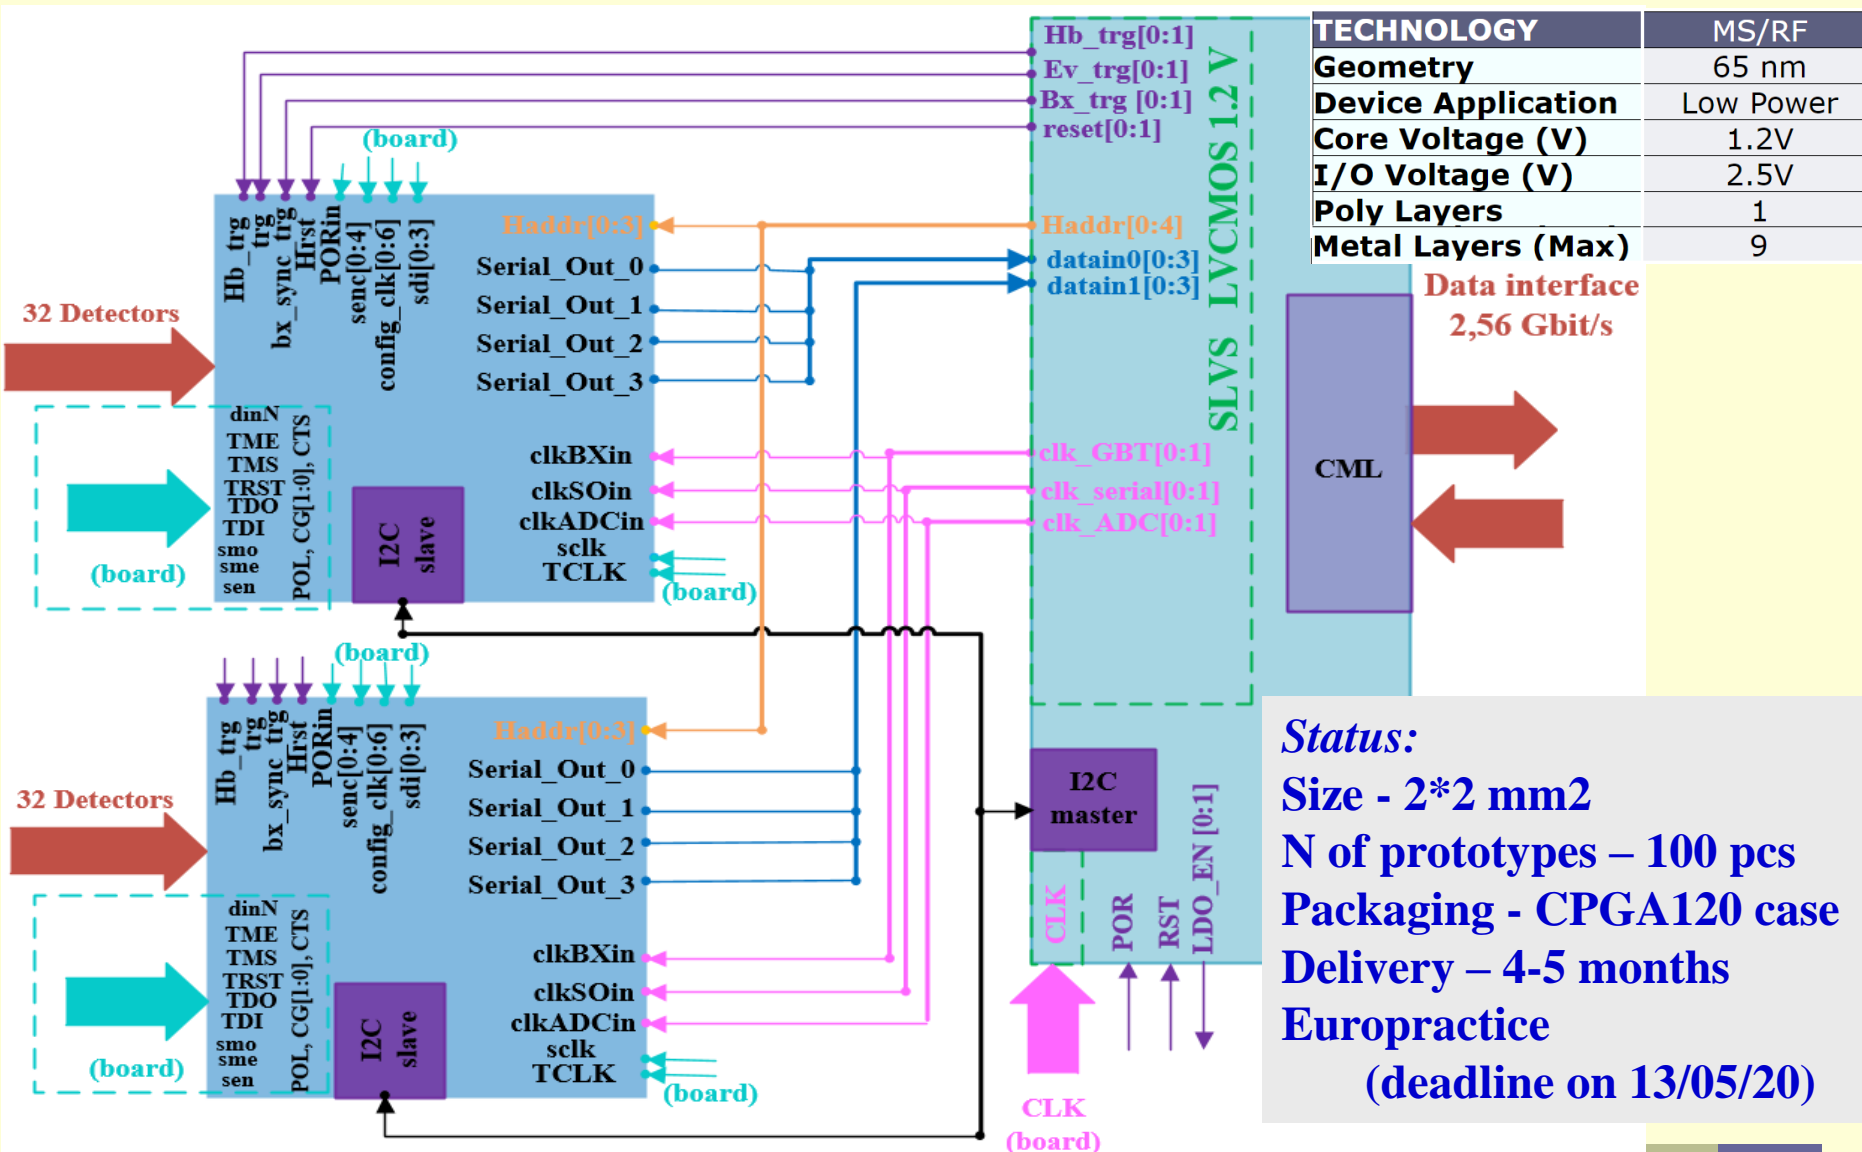 Hb_trg[0:1]
Ev_trg[0:1]
Bx_trg [0:1]
reset[0:1]
SLVS LVCMOS 1.2 V
TECHNOLOGY MS/RF
Geometry 65 nm
Device Application Low Power
Core Voltage (V) 1.2V
I/O Voltage (V) 2.5V
Poly Layers 1
Metal Layers (Max) 9
(board)
Hb_trg
trg
bx_sync_trg
Hrst
PORin
senc[0:4]
config_clk[0:6]
sdi[0:3]
Haddr[0:3]
Serial_Out_0
Serial_Out_1
Serial_Out_2
Serial_Out_3
Haddr[0:4]
datain0[0:3]
datain1[0:3]
Data interface
2,56 Gbit/s
32 Detectors
dinN
TME
TMS
TRST
TDO
TDI
smo
sme
sen
POL, CG[1:0], CTS
(board)
I2C
slave
clkBXin
clkSOin
clkADCin
sclk
TCLK
(board)
clk_GBT[0:1]
clk_serial[0:1]
clk_ADC[0:1]
CML
(board)
Hb_trg
trg
bx_sync_trg
Hrst
PORin
senc[0:4]
config_clk[0:6]
sdi[0:3]
Haddr[0:3]
Serial_Out_0
Serial_Out_1
Serial_Out_2
Serial_Out_3
32 Detectors
dinN
TME
TMS
TRST
TDO
TDI
smo
sme
sen
POL, CG[1:0], CTS
(board)
I2C
slave
clkBXin
clkSOin
clkADCin
sclk
TCLK
(board)
I2C
master
CLK
POR
RST
LDO_EN [0:1]
CLK
(board)
Status:
Size - 2*2 mm2
N of prototypes – 100 pcs
Packaging - CPGA120 case
Delivery – 4-5 months
Europractice
(deadline on 13/05/20)